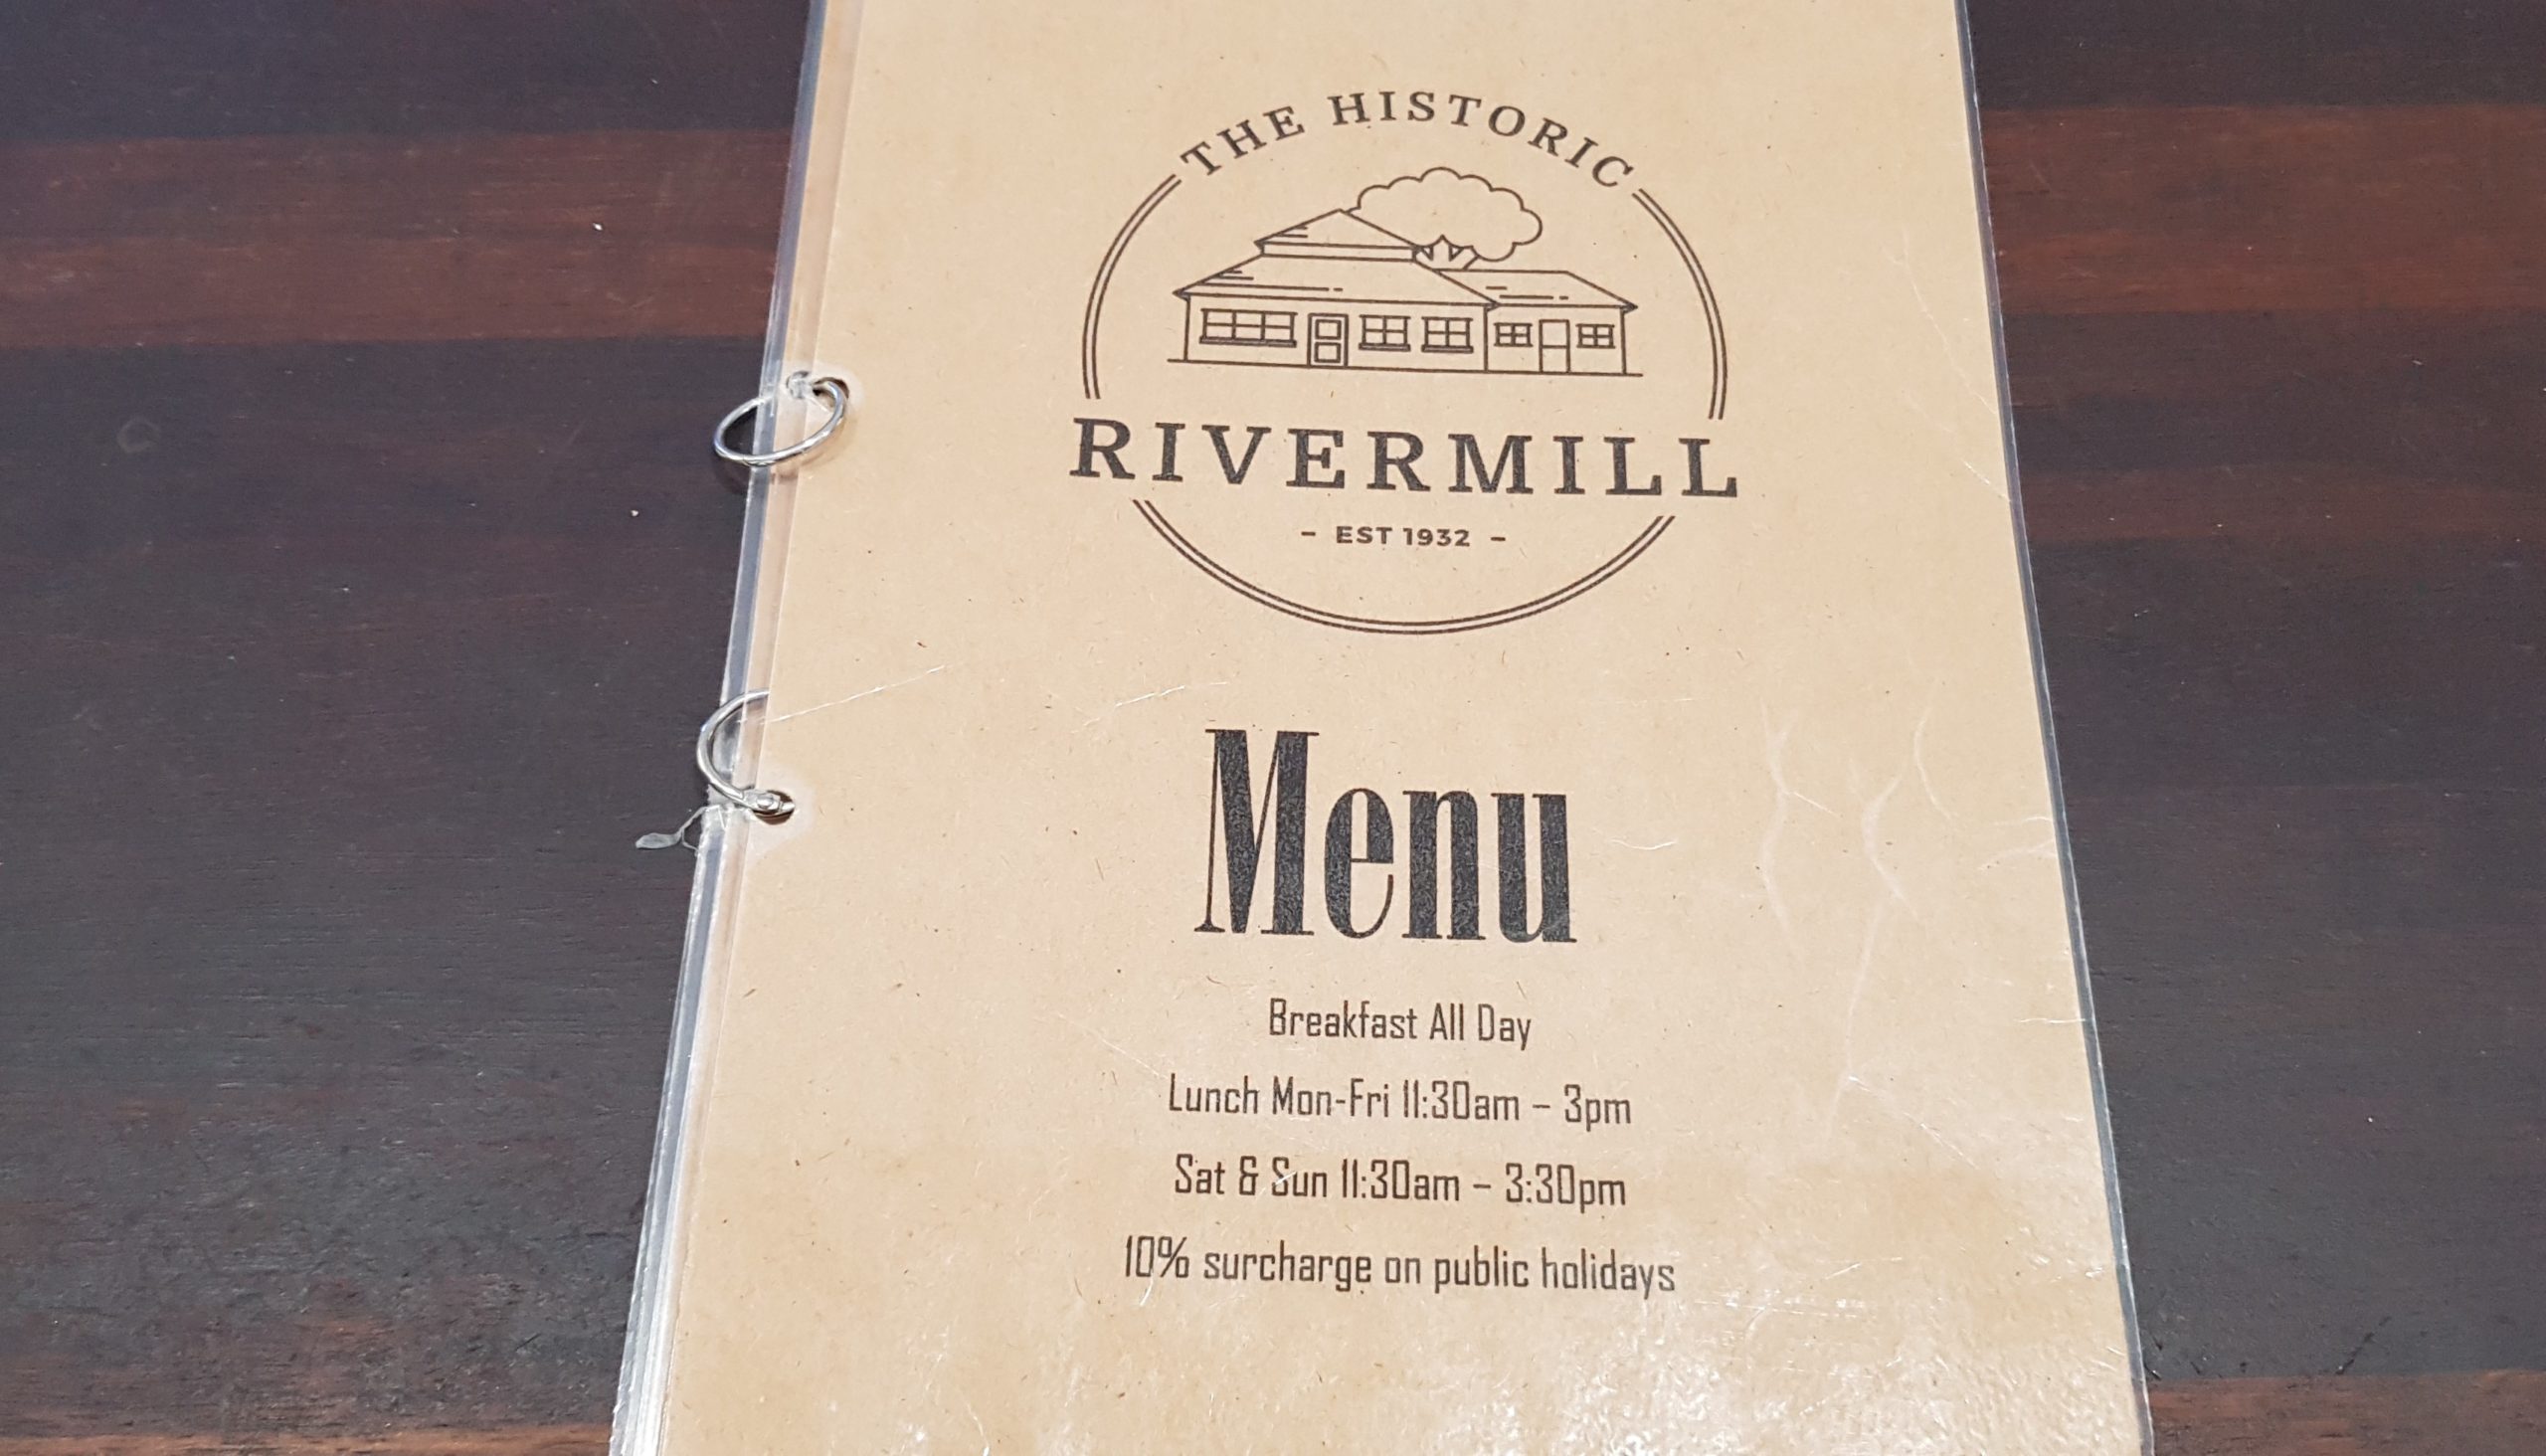 THE HISTORIC
RIVERMILL
- EST 1932 -
Menu
Breakfast All Day
Lunch Mon-Fri 11:30am – 3pm
Sat & Sun 11:30am – 3:30pm
10% surcharge on public holidays